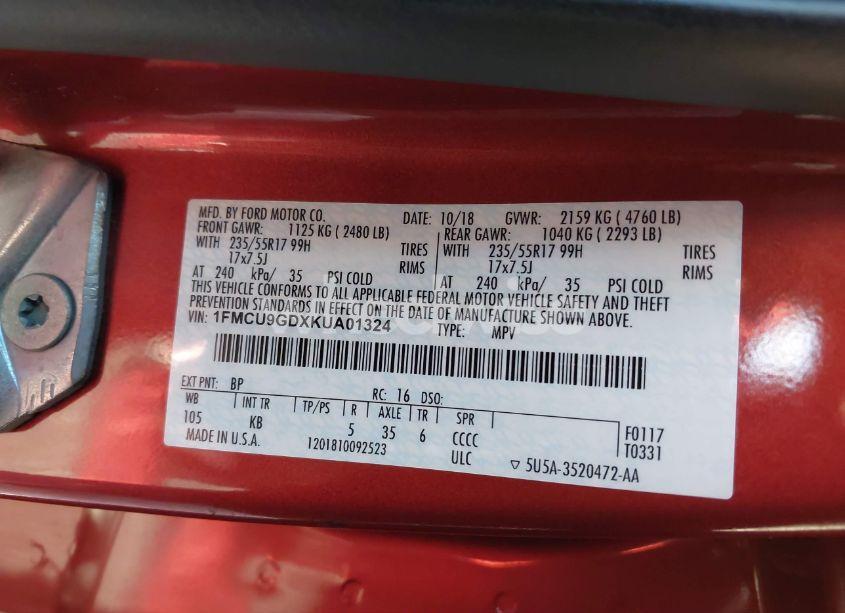 MFD. BY FORD MOTOR CO. DATE: 10/18 GVWR: 2159 KG ( 4760 LB)
FRONT GAWR: 1125 KG ( 2480 LB) REAR GAWR: 1040 KG ( 2293 LB)
WITH 235/55R17 99H TIRES WITH 235/55R17 99H TIRES
17x7.5J RIMS 17x7.5J RIMS
AT 240 kPa/ 35 PSI COLD AT 240 kPa/ 35 PSI COLD
THIS VEHICLE CONFORMS TO ALL APPLICABLE FEDERAL MOTOR VEHICLE SAFETY AND THEFT
PREVENTION STANDARDS IN EFFECT ON THE DATE OF MANUFACTURE SHOWN ABOVE.
VIN: 1FMCU9GDXKUA01324 TYPE: MPV
EXT PNT: BP RC: 16 DSO:
WB INT TR TP/PS R AXLE TR SPR F0117
105 KB 5 35 6 CCCC T0331
MADE IN U.S.A. 1201810092523 ULC ▽ 5U5A-3520472-AA